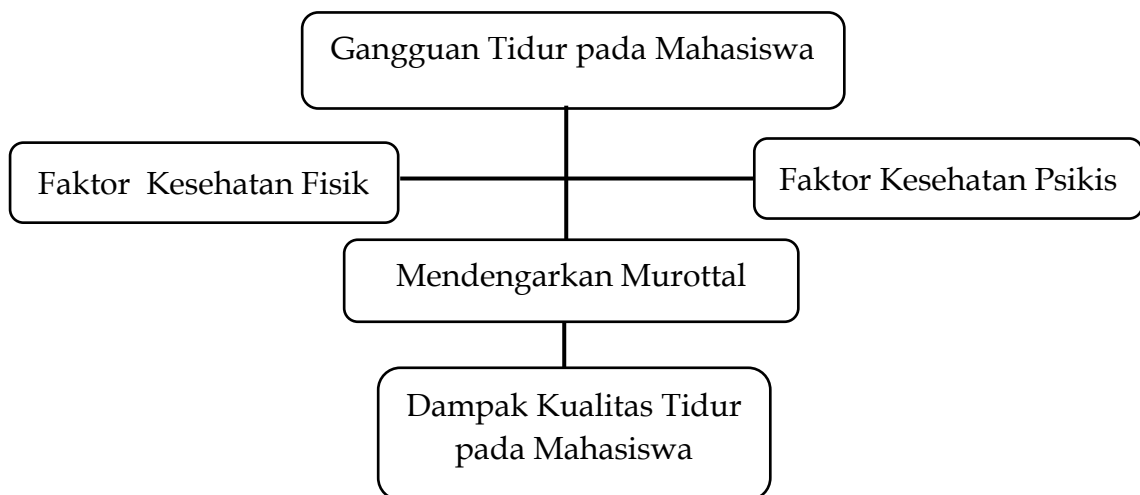 Gangguan Tidur pada Mahasiswa
Faktor Kesehatan Fisik
Faktor Kesehatan Psikis
Mendengarkan Murottal
Dampak Kualitas Tidur
pada Mahasiswa